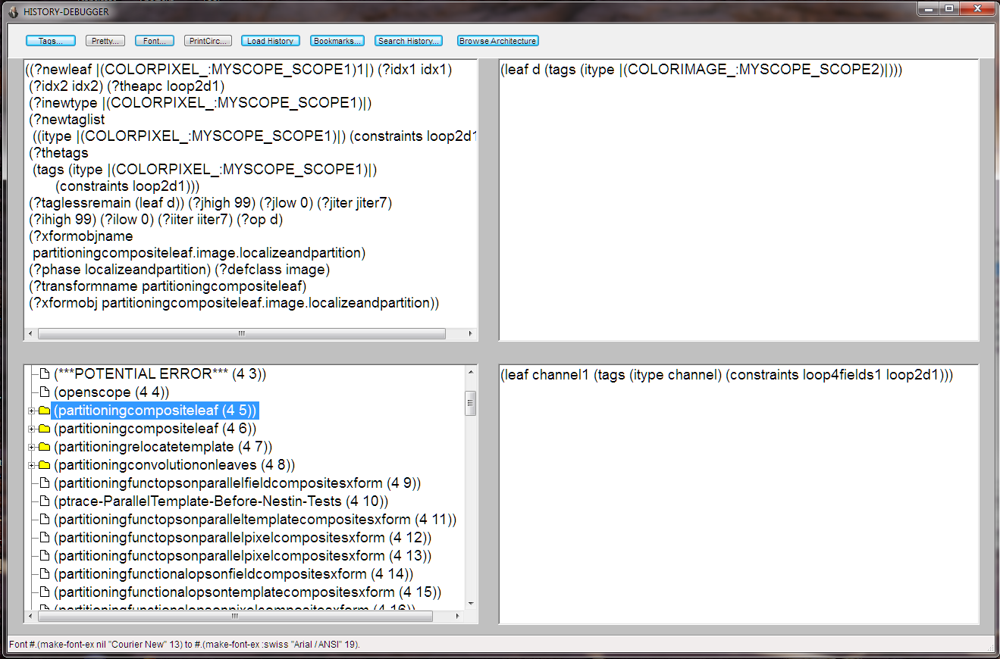 HISTORY-DEBUGGER
Tags... Pretty... Font... PrintCirc... Load History Bookmarks... Search History... Browse Architecture
((?newleaf |(COLORPIXEL_:MYSCOPE_SCOPE1)1|) (?idx1 idx1)
(?idx2 idx2) (?theapc loop2d1)
(?inewtype |(COLORPIXEL_:MYSCOPE_SCOPE1)|)
(?newtaglist
((itype |(COLORPIXEL_:MYSCOPE_SCOPE1)|) (constraints loop2d1
(?thetags
(tags (itype |(COLORPIXEL_:MYSCOPE_SCOPE1)|)
(constraints loop2d1)))
(?taglessremain (leaf d)) (?jhigh 99) (?jlow 0) (?jiter jiter7)
(?ihigh 99) (?ilow 0) (?iiter iiter7) (?op d)
(?xformobjname
partitioningcompositeleaf.image.localizeandpartition)
(?phase localizeandpartition) (?defclass image)
(?transformname partitioningcompositeleaf)
(?xformobj partitioningcompositeleaf.image.localizeandpartition))
(leaf d (tags (itype |(COLORIMAGE_:MYSCOPE_SCOPE2)|)))
(***POTENTIAL ERROR*** (4 3))
(openscope (4 4))
(partitioningcompositeleaf (4 5))
(partitioningcompositeleaf (4 6))
(partitioningrelocatetemplate (4 7))
(partitioningconvolutiononleaves (4 8))
(partitioningfunctopsonparallelfieldcompositesxform (4 9))
(ptrace-ParallelTemplate-Before-Nestin-Tests (4 10))
(partitioningfunctopsonparalleltemplatecompositesxform (4 11))
(partitioningfunctopsonparallelpixelcompositesxform (4 12))
(partitioningfunctopsonparallelpixelcompositesxform (4 13))
(partitioningfunctionalopsonfieldcompositesxform (4 14))
(partitioningfunctionalopsontemplatecompositesxform (4 15))
(partitioningfunctionalopsonpixelcompositesxform (4 16))
(leaf channel1 (tags (itype channel) (constraints loop4fields1 loop2d1)))
Font #.(make-font-ex nil "Courier New" 13) to #.(make-font-ex :swiss "Arial / ANSI" 19).